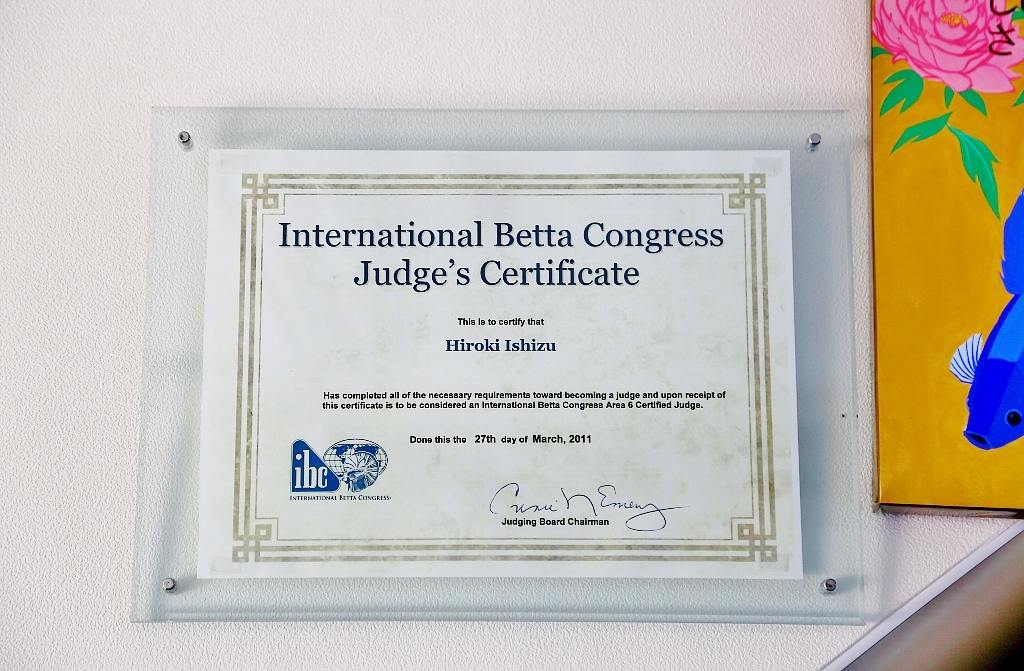 International Betta Congress
Judge's Certificate
This is to certify that
Hiroki Ishizu
Has completed all of the necessary requirements toward becoming a judge and upon receipt of
this certificate is to be considered an International Betta Congress Area 6 Certified Judge.
Done this the 27th day of March, 2011
ibc
INTERNATIONAL BETTA CONGRESS
Judging Board Chairman